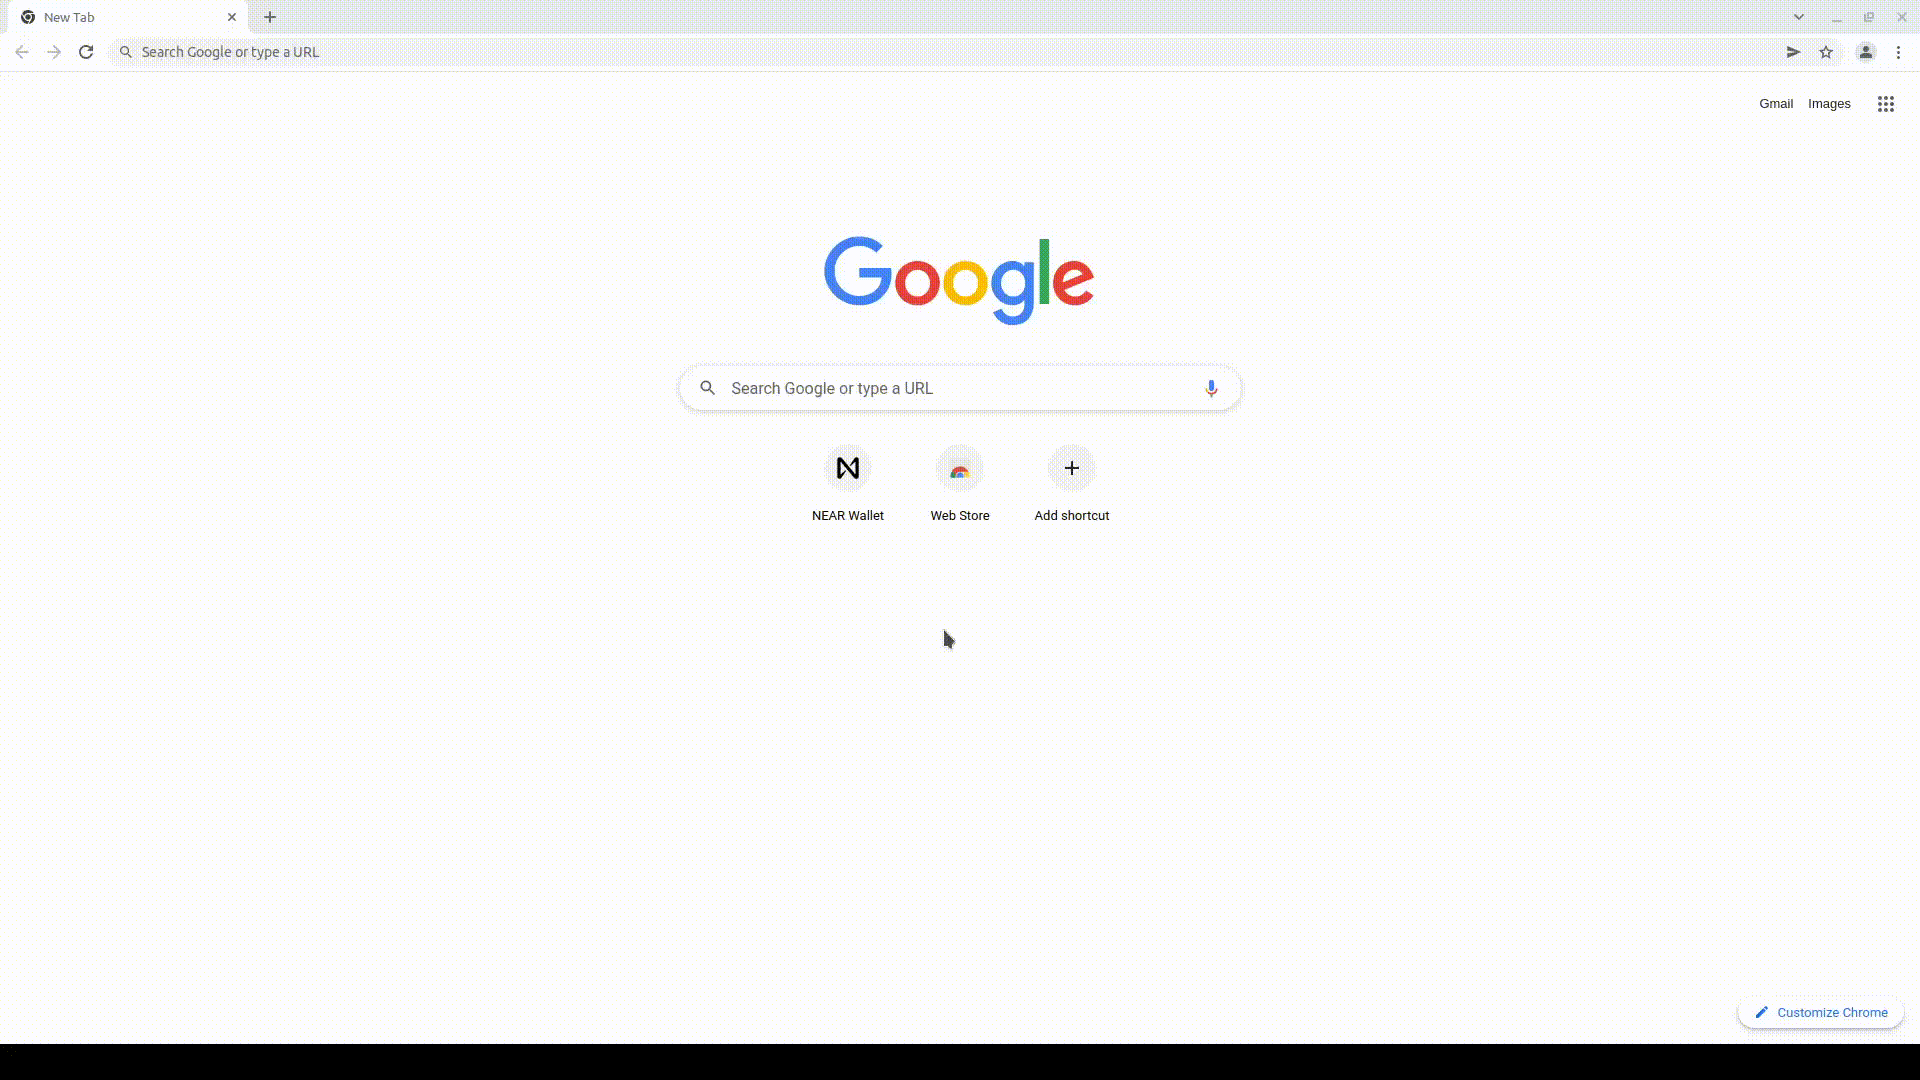 New Tab
Search Google or type a URL
Gmail Images
Google
Search Google or type a URL
NEAR Wallet Web Store Add shortcut
Customize Chrome